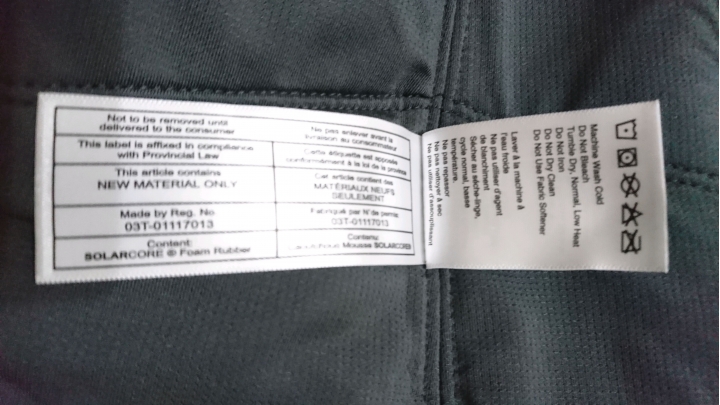 Not to be removed until
delivered to the consumer
Ne pas enlever avant la
livraison au consommateur
This label is affixed in compliance
with Provincial Law
Cette étiquette est apposée
conformément à la loi de la province
This article contains
NEW MATERIAL ONLY
Cet article contient des
MATÉRIAUX NEUFS
SEULEMENT
Made by Reg. No
03T-01117013
Fabriqué par N° de permis
03T-01117013
Content:
SOLARCORE ® Foam Rubber
Contenu:
Mousse SOLARCORE
Machine Wash Cold
Do Not Bleach
Tumble Dry, Normal, Low Heat
Do Not Iron
Do Not Dry Clean
Do Not Use Fabric Softener
Laver à la machine à
l'eau froide
Ne pas utiliser d'agent
de blanchiment
Sécher au sèche-linge,
cycle normal, basse
température
Ne pas repasser
Ne pas nettoyer à sec
Ne pas utiliser d'assouplissant